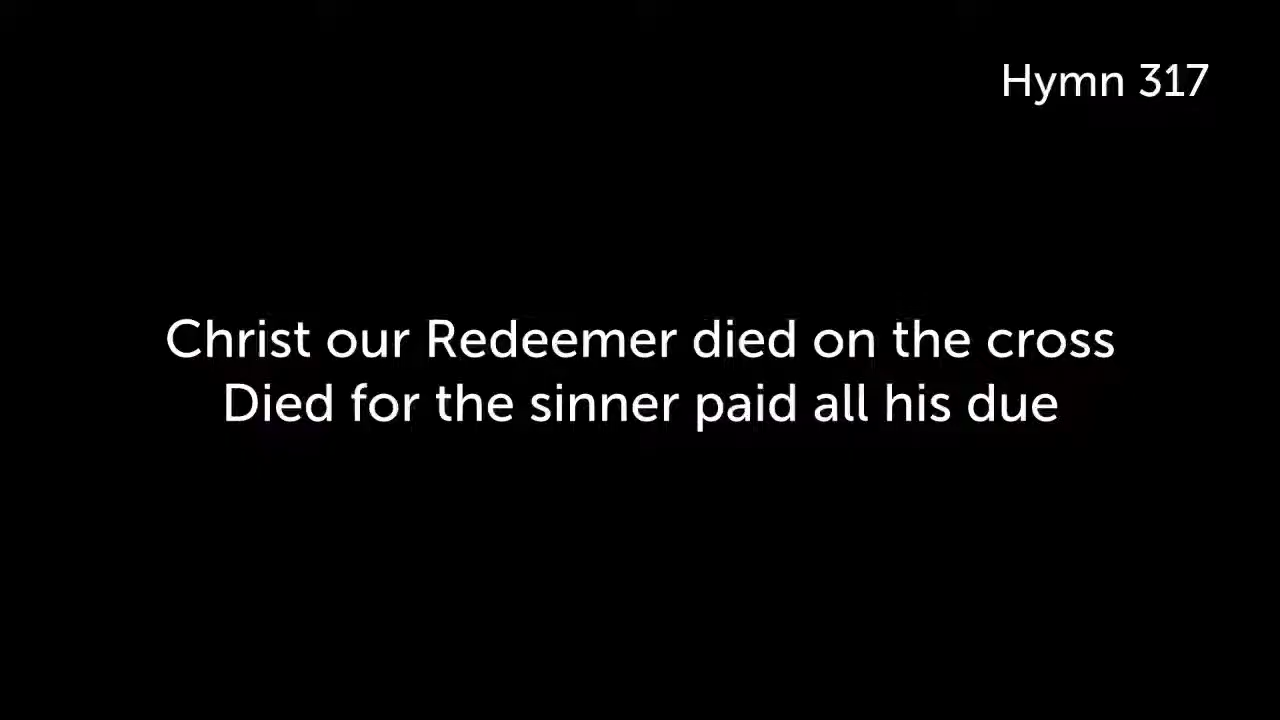 Hymn 317
Christ our Redeemer died on the cross
Died for the sinner paid all his due